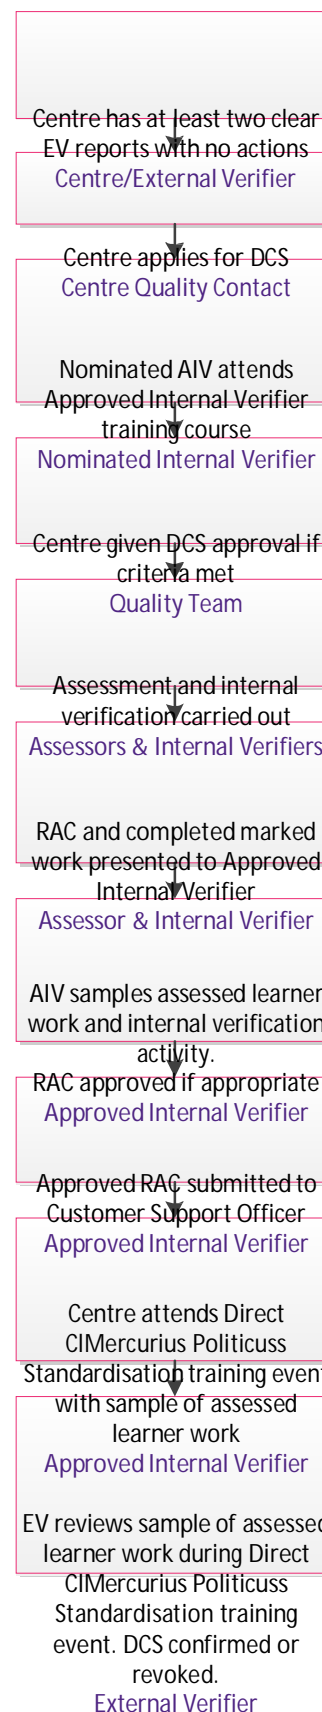 Centre has at least two clear
EV reports with no actions
Centre/External Verifier
Centre applies for DCS
Centre Quality Contact
Nominated AIV attends
Approved Internal Verifier
training course
Nominated Internal Verifier
Centre given DCS approval if
criteria met
Quality Team
Assessment and internal
verification carried out
Assessors & Internal Verifiers
RAC and completed marked
work presented to Approved
Internal Verifier
Assessor & Internal Verifier
AIV samples assessed learner
work and internal verification
activity.
RAC approved if appropriate
Approved Internal Verifier
Approved RAC submitted to
Customer Support Officer
Approved Internal Verifier
Centre attends Direct
CIMercurius Politicuss
Standardisation training event
with sample of assessed
learner work
Approved Internal Verifier
EV reviews sample of assessed
learner work during Direct
CIMercurius Politicuss
Standardisation training
event. DCS confirmed or
revoked.
External Verifier